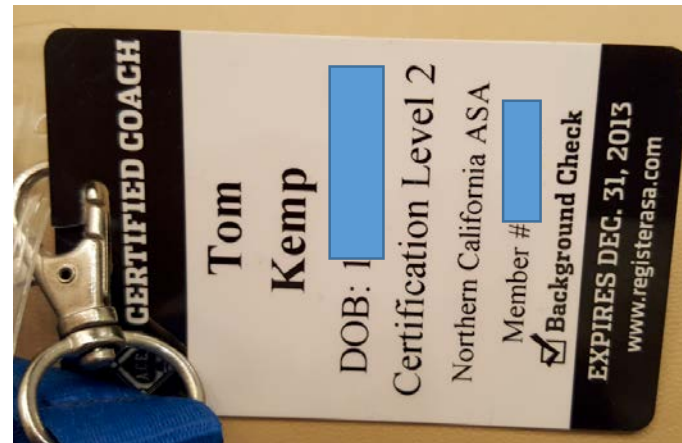 CERTIFIED COACH
A.C.E.
Tom
Kemp
DOB: 1
Certification Level 2
Northern California ASA
Member #
Background Check
EXPIRES DEC. 31, 2013
www.registerasa.com